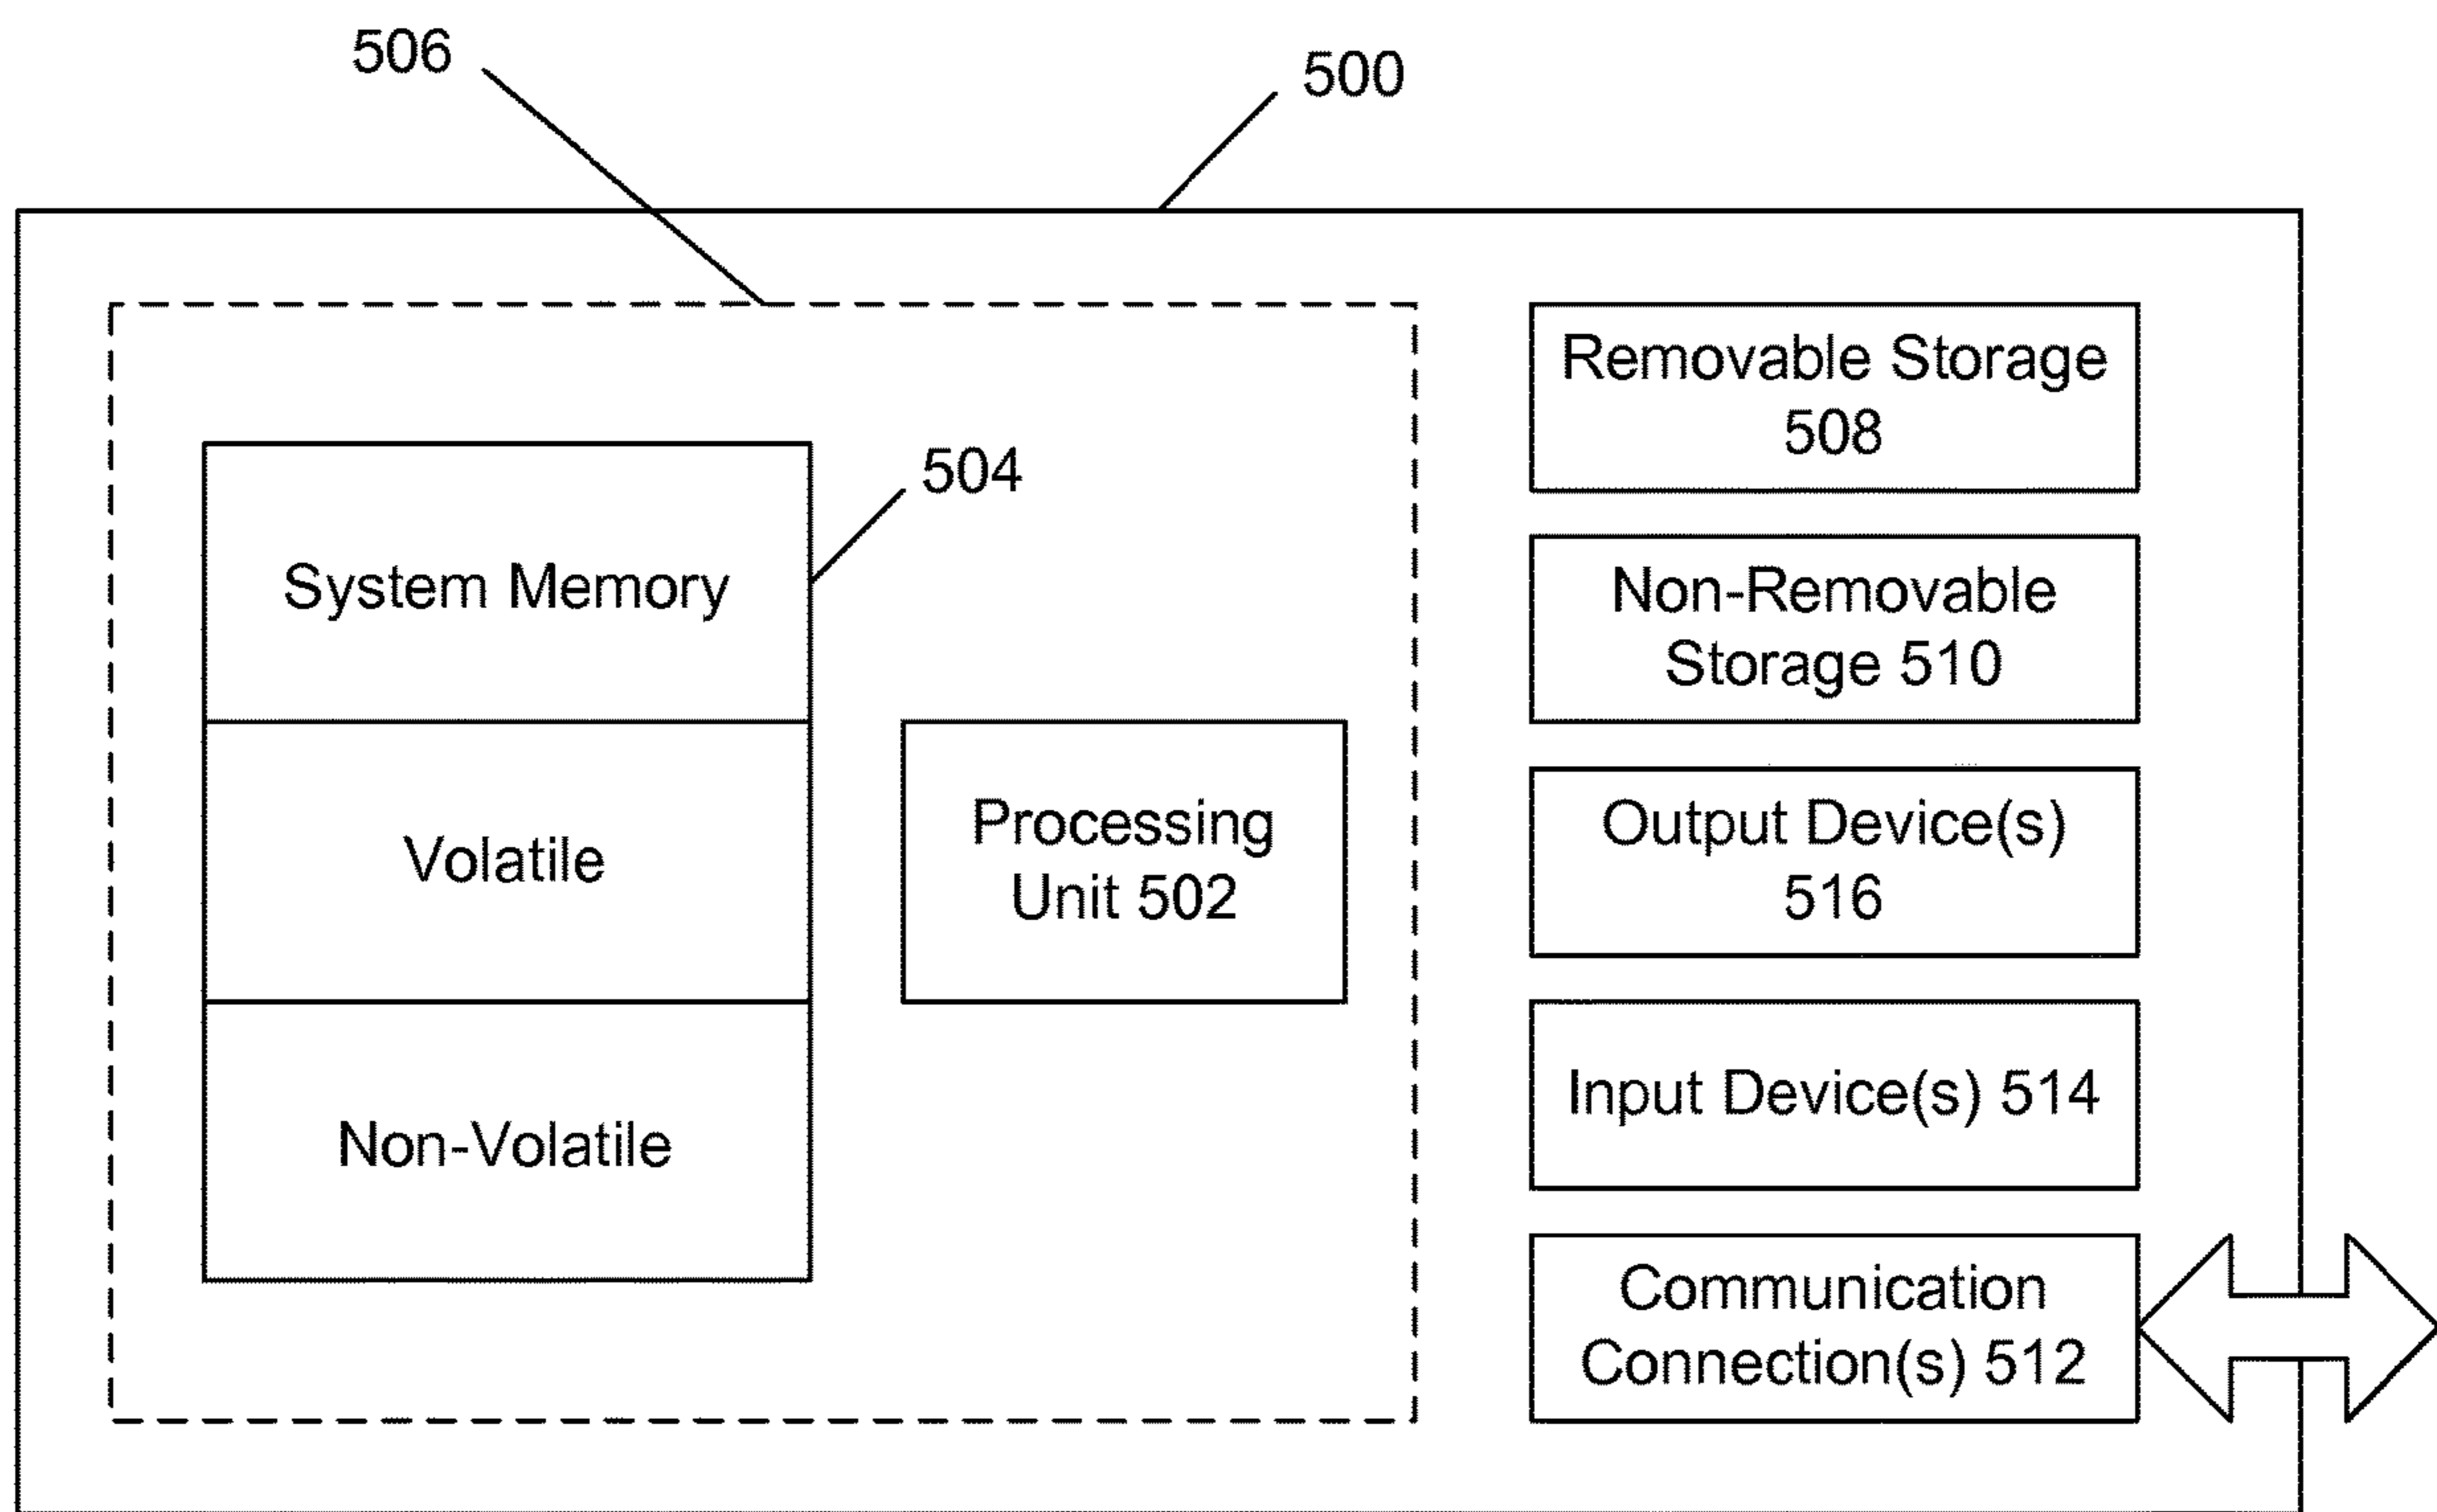 506
500
504
System Memory
Volatile
Non-Volatile
Processing
Unit 502
Removable Storage
508
Non-Removable
Storage 510
Output Device(s)
516
Input Device(s) 514
Communication
Connection(s) 512